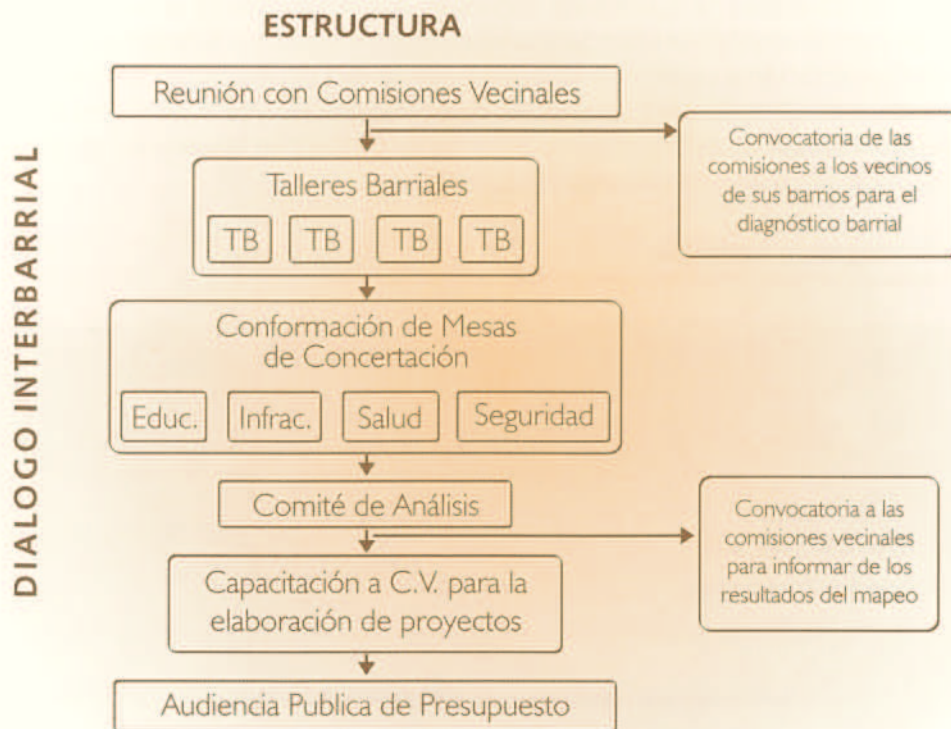 ESTRUCTURA
DIALOGO INTERBARRIAL
Reunión con Comisiones Vecinales
Convocatoria de las
comisiones a los vecinos
de sus barrios para el
diagnóstico barrial
Talleres Barriales
TB TB TB TB
Conformación de Mesas
de Concertación
Educ. Infrac. Salud Seguridad
Comité de Análisis
Convocatoria a las
comisiones vecinales
para informar de los
resultados del mapeo
Capacitación a C.V. para la
elaboración de proyectos
Audiencia Publica de Presupuesto